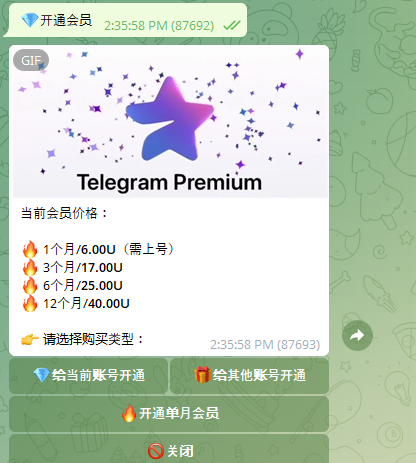 💎开通会员
2:35:58 PM (87692)
GIF
Telegram Premium
当前会员价格：
🔥 1个月/6.00U（需上号）
🔥 3个月/17.00U
🔥 6个月/25.00U
🔥 12个月/40.00U
👉 请选择购买类型：
2:35:58 PM (87693)
💎给当前账号开通
🎁给其他账号开通
🔥开通单月会员
🚫关闭